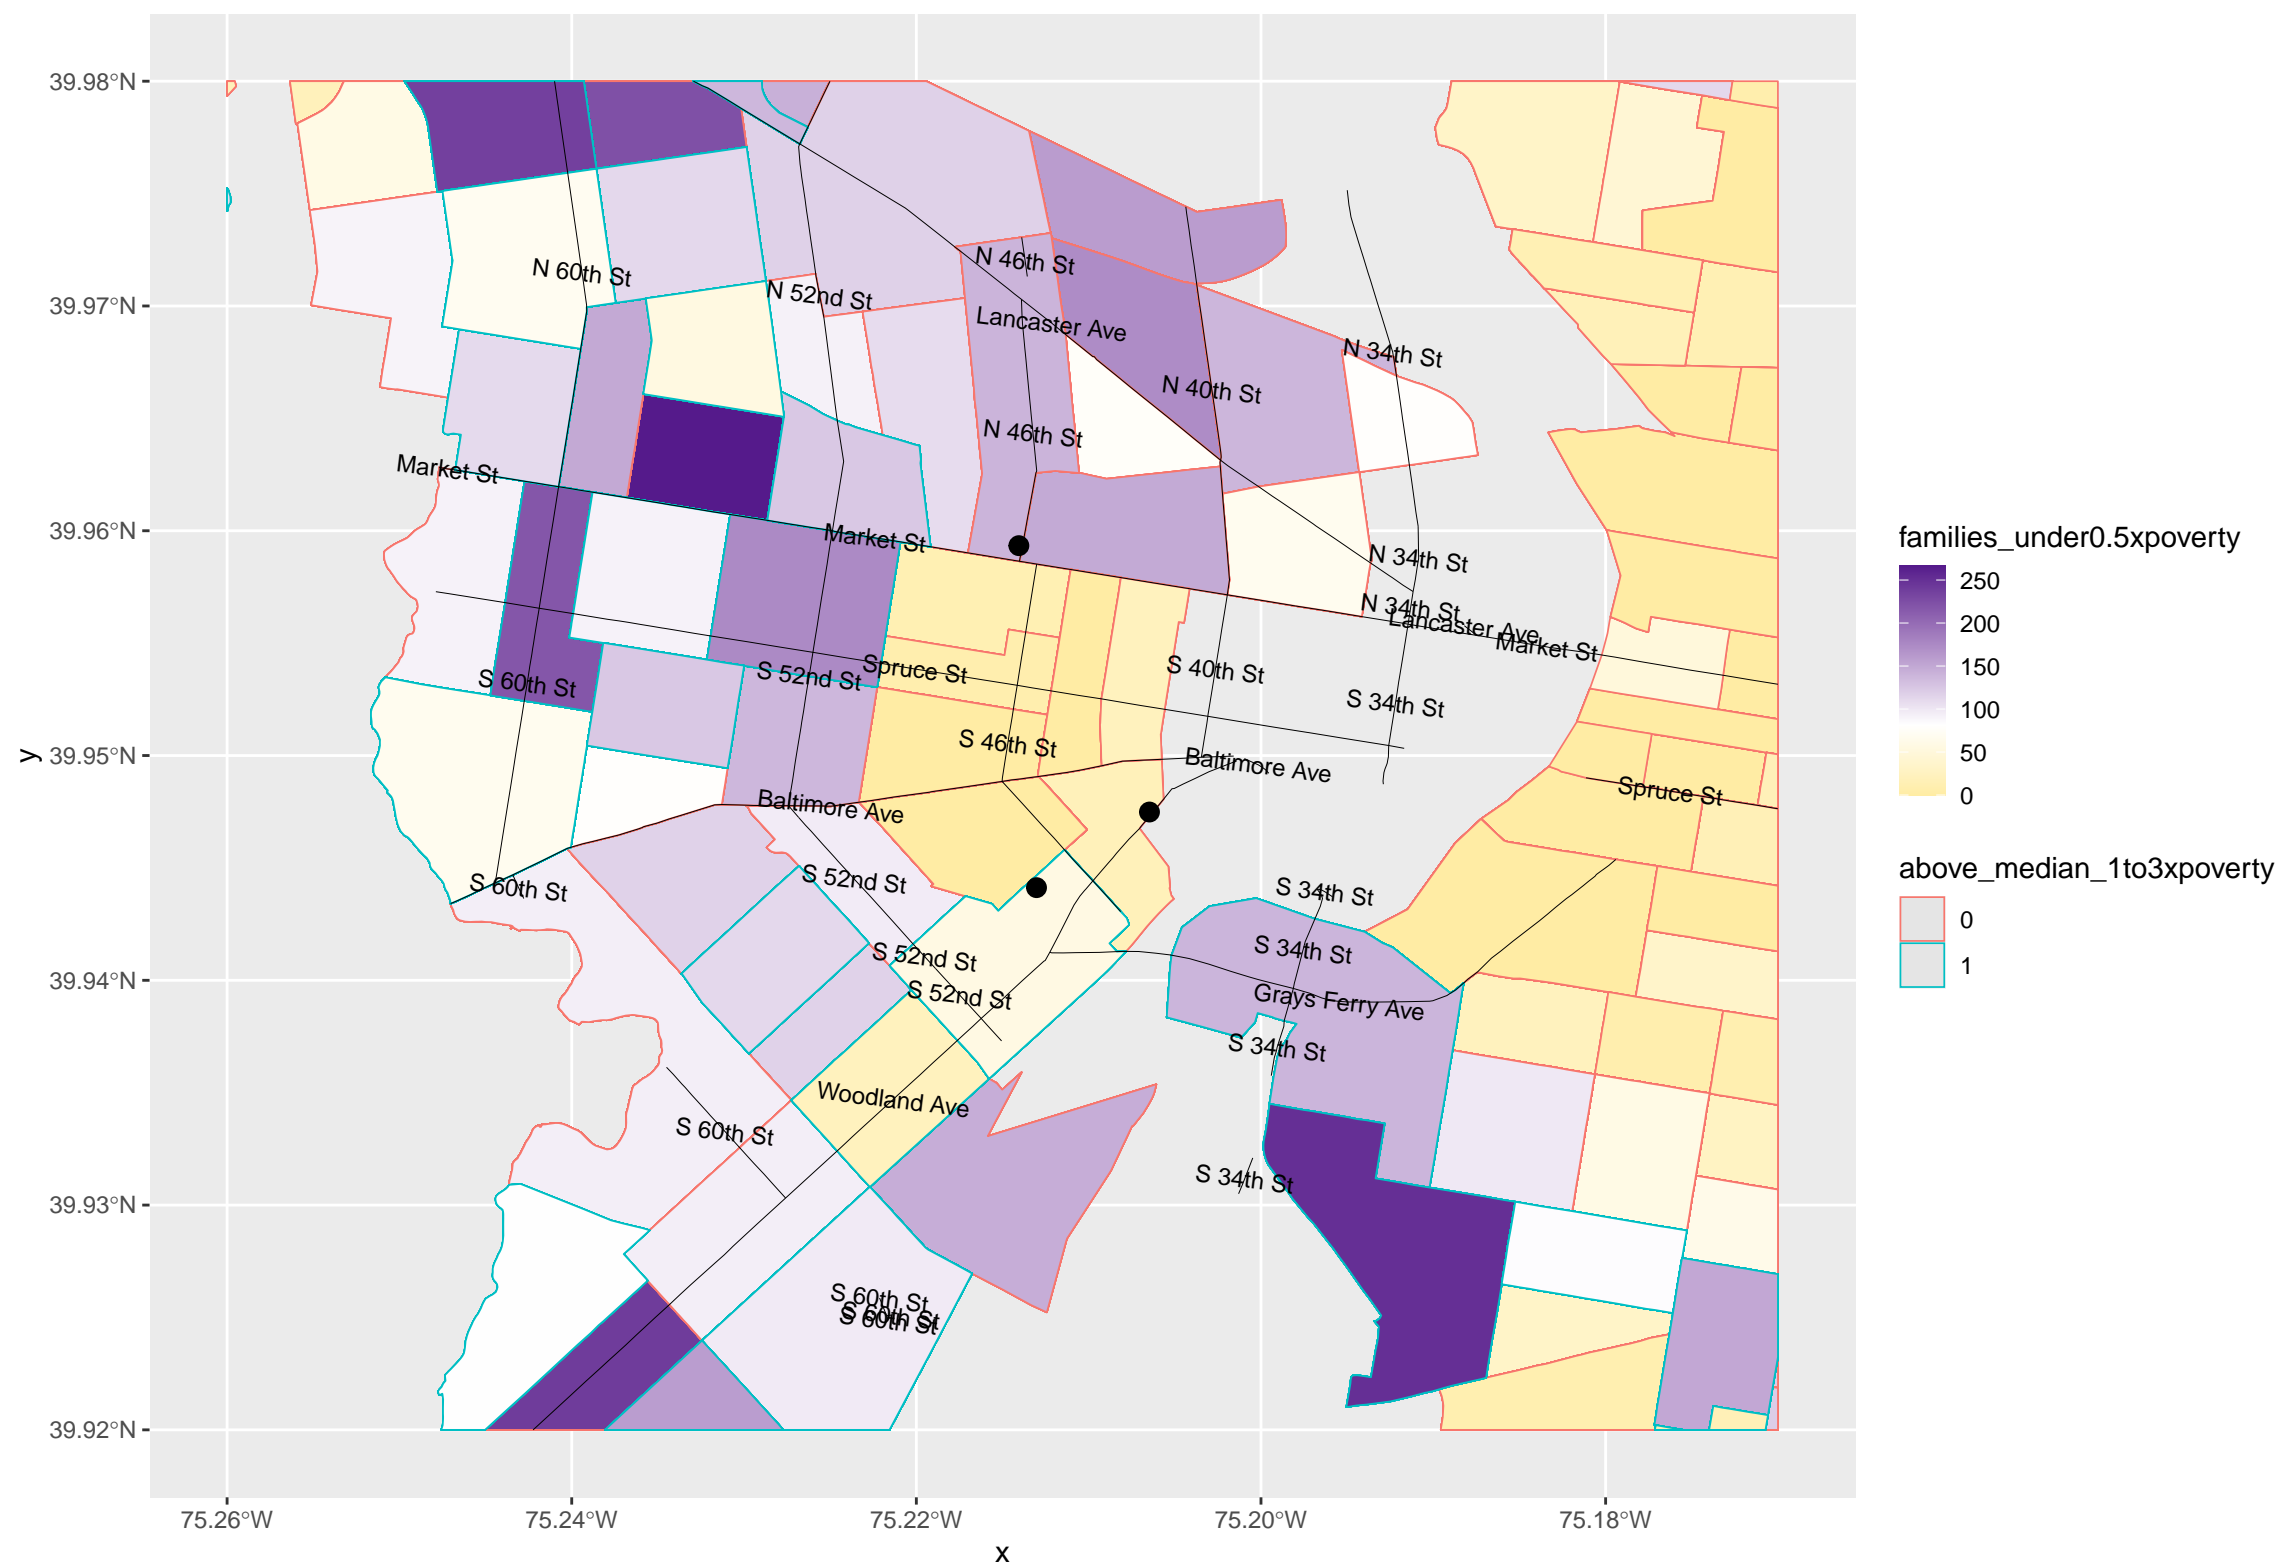 39.98°N
39.97°N
39.96°N
39.95°N
39.94°N
39.93°N
39.92°N
y
N 46th St
N 60th St
N 52nd St
Lancaster Ave
N 34th St
N 40th St
N 46th St
Market St
Market St
N 34th St
N 34th St
Lancaster Ave
Market St
Spruce St
S 40th St
S 52nd St
S 60th St
S 34th St
S 46th St
Baltimore Ave
Spruce St
Baltimore Ave
S 52nd St
S 60th St
S 34th St
S 34th St
S 52nd St
S 52nd St
Grays Ferry Ave
S 34th St
Woodland Ave
S 60th St
S 34th St
S 60th St
S 60th St
S 60th St
75.26°W
75.24°W
75.22°W
75.20°W
75.18°W
x
families_under0.5xpoverty
250
200
150
100
50
0
above_median_1to3xpoverty
0
1